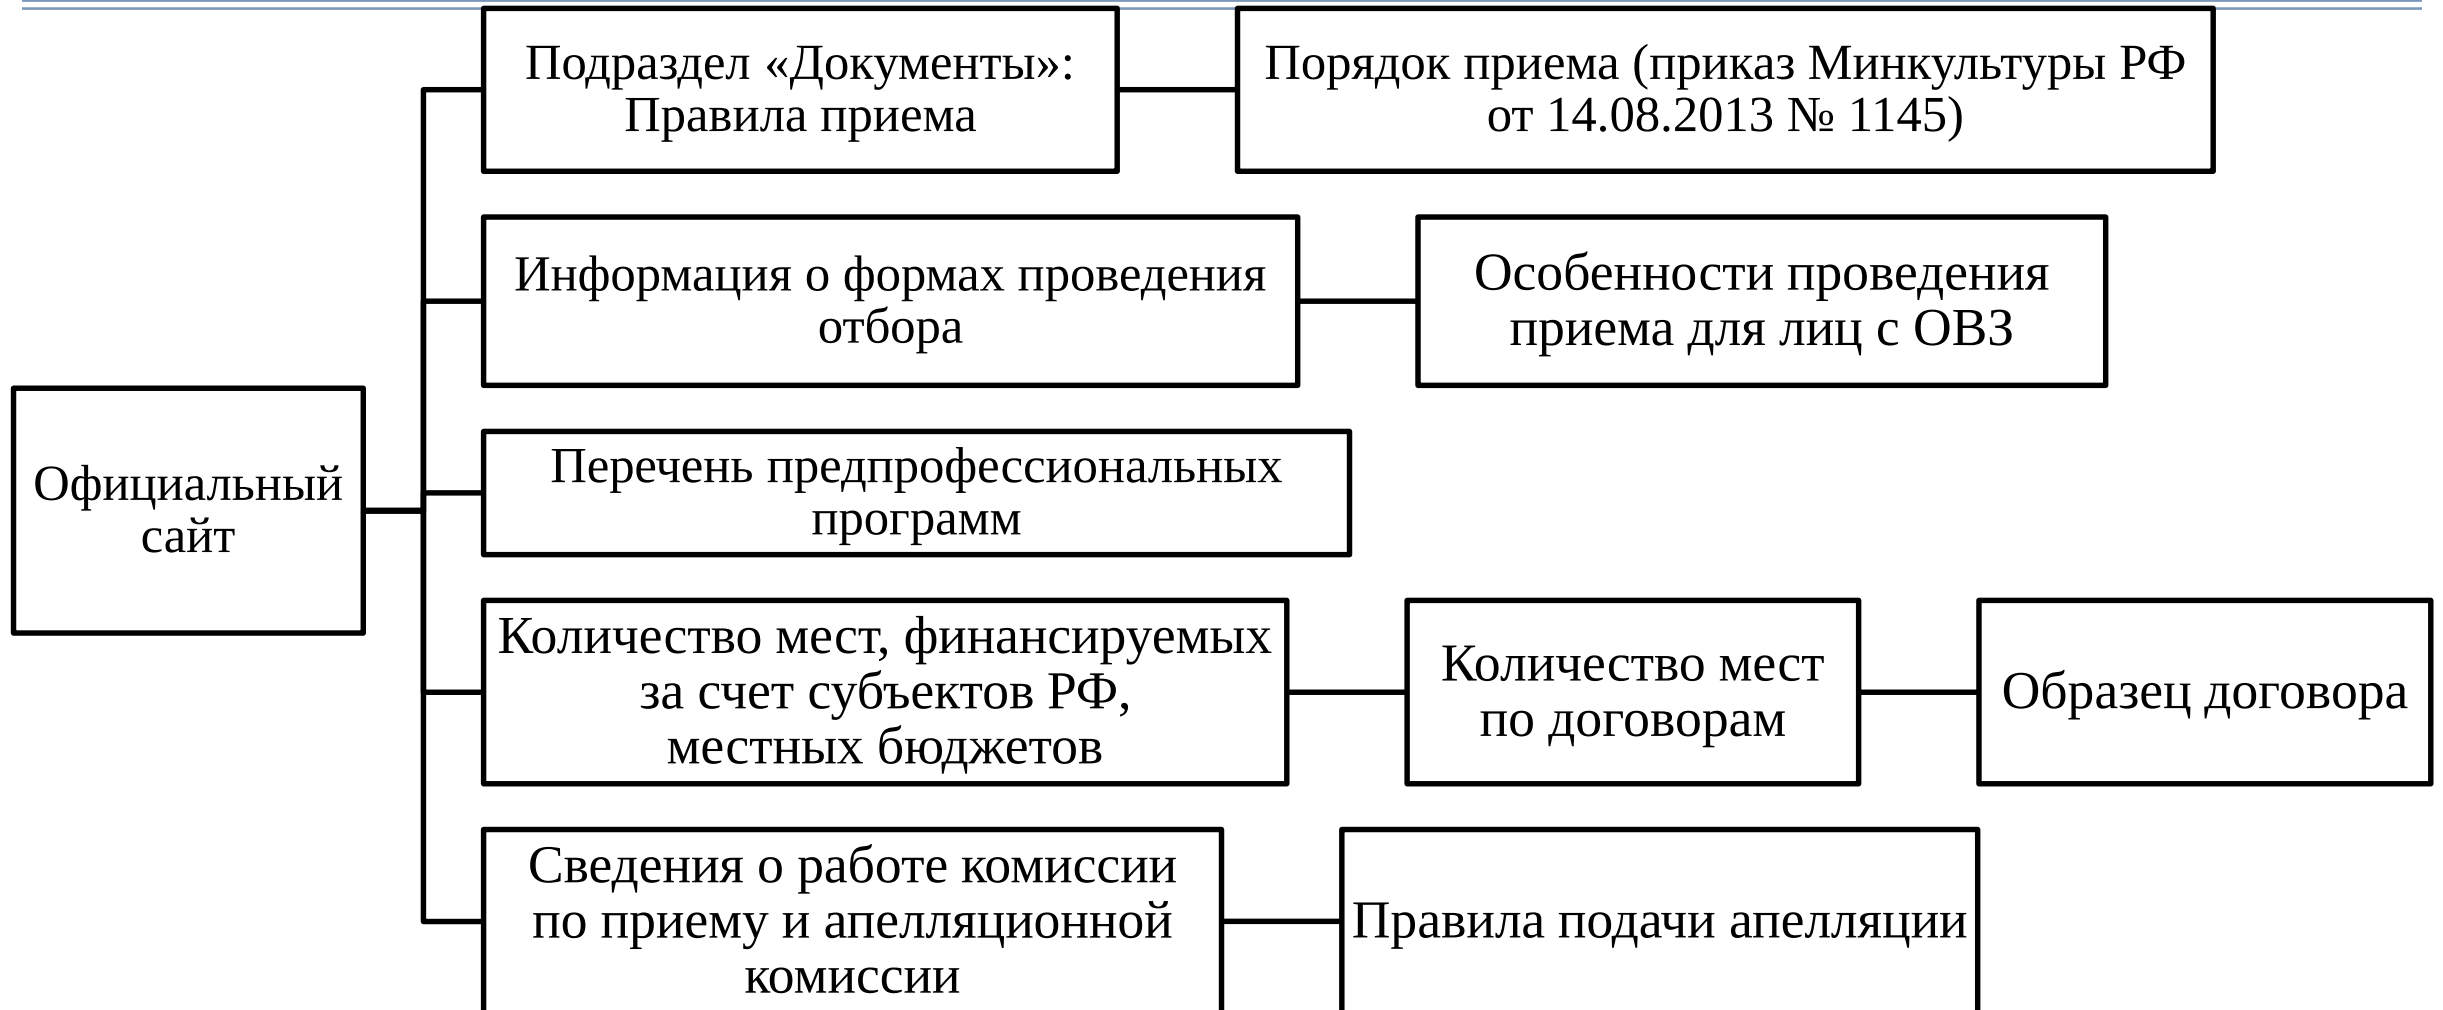 Подраздел «Документы»:
Правила приема
Порядок приема (приказ Минкультуры РФ
от 14.08.2013 № 1145)
Информация о формах проведения
отбора
Особенности проведения
приема для лиц с ОВЗ
Официальный
сайт
Перечень предпрофессиональных
программ
Количество мест, финансируемых
за счет субъектов РФ,
местных бюджетов
Количество мест
по договорам
Образец договора
Сведения о работе комиссии
по приему и апелляционной
комиссии
Правила подачи апелляции